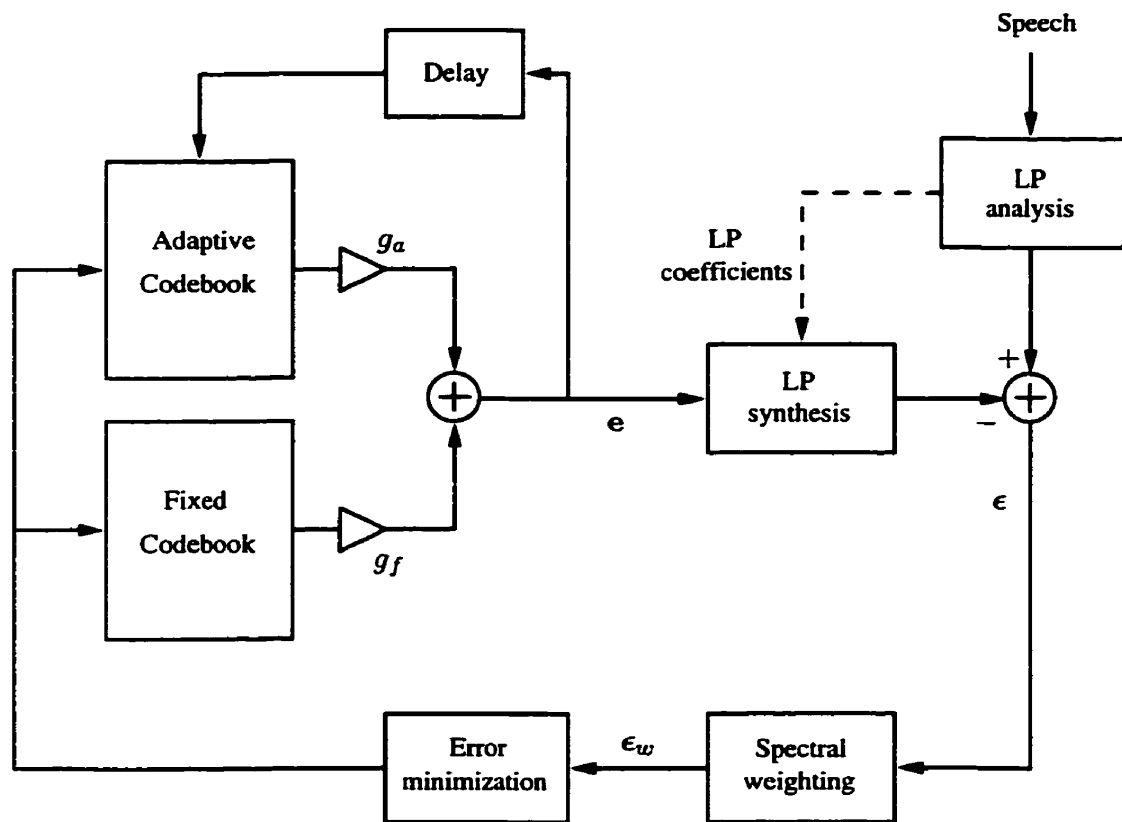 Speech
Delay
LP
analysis
Adaptive
Codebook
g_a
LP
coefficients
LP
synthesis
+
+
+
−
e
ϵ
Fixed
Codebook
g_f
Error
minimization
ϵ_w
Spectral
weighting